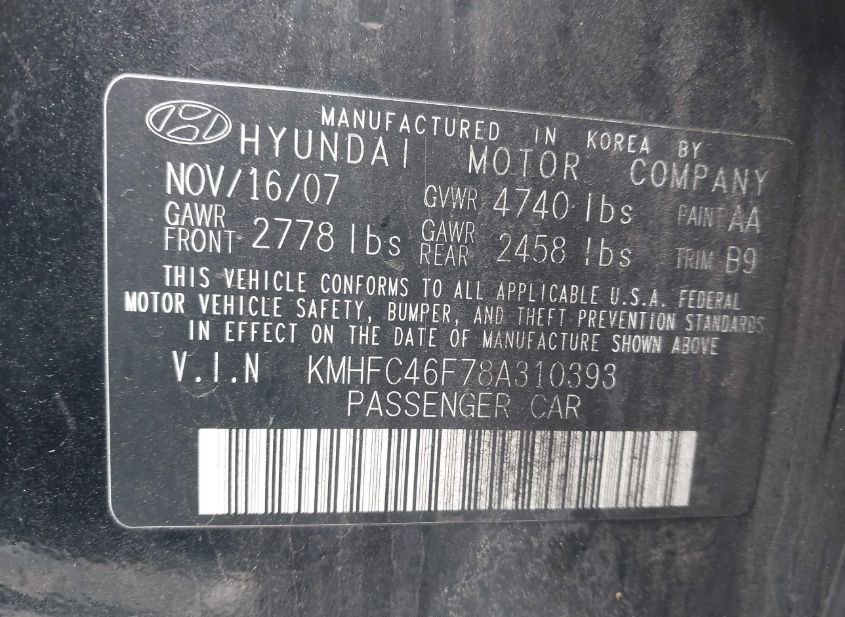 MANUFACTURED IN KOREA BY
HYUNDAI MOTOR COMPANY
NOV/16/07 GVWR 4740 lbs PAINT AA
GAWR FRONT 2778 lbs GAWR REAR 2458 lbs TRIM B9
THIS VEHICLE CONFORMS TO ALL APPLICABLE U.S.A. FEDERAL
MOTOR VEHICLE SAFETY, BUMPER, AND THEFT PREVENTION STANDARDS
IN EFFECT ON THE DATE OF MANUFACTURE SHOWN ABOVE
V.I.N KMHFC46F78A310393
PASSENGER CAR